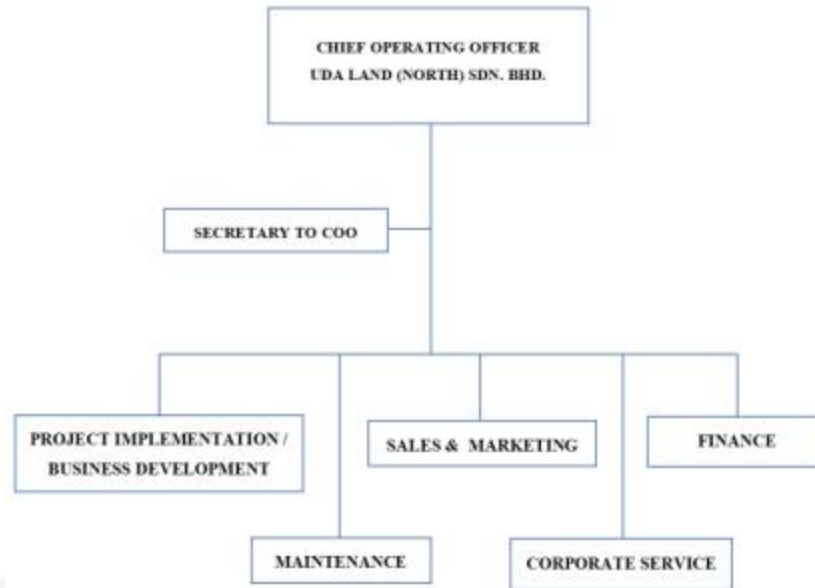 CHIEF OPERATING OFFICER
UDA LAND (NORTH) SDN. BHD.
SECRETARY TO COO
PROJECT IMPLEMENTATION /
BUSINESS DEVELOPMENT
SALES & MARKETING
FINANCE
MAINTENANCE
CORPORATE SERVICE